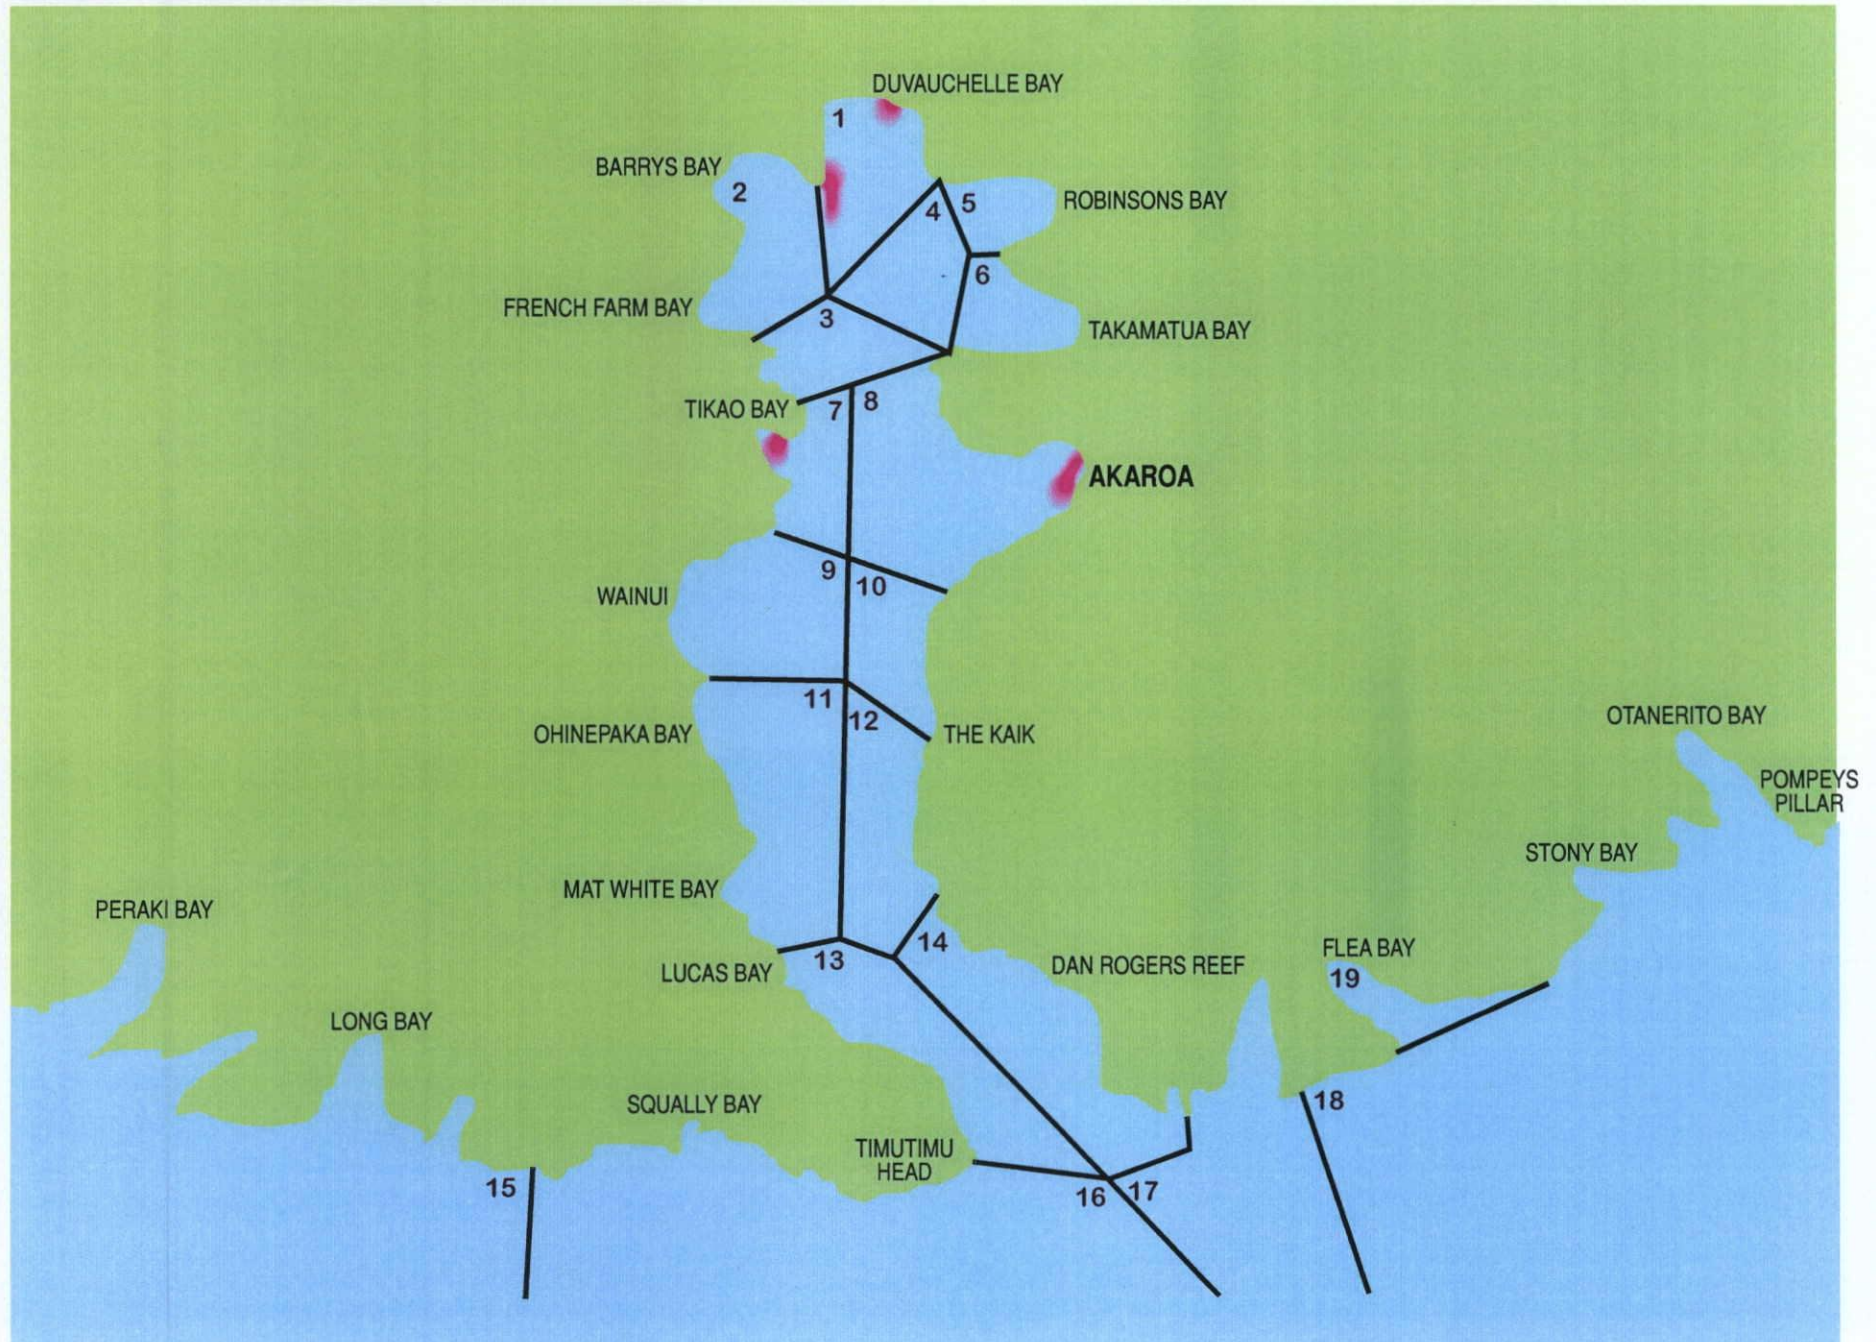 DUVAUCHELLE BAY
1
BARRYS BAY
2
4
5
ROBINSONS BAY
6
FRENCH FARM BAY
3
TAKAMATUA BAY
TIKAO BAY
7
8
AKAROA
9
10
WAINUI
11
12
OHINEPAKA BAY
THE KAIK
OTANERITO BAY
POMPEYS
PILLAR
STONY BAY
MAT WHITE BAY
PERAKI BAY
13
14
LUCAS BAY
DAN ROGERS REEF
FLEA BAY
19
LONG BAY
SQUALLY BAY
18
TIMUTIMU
HEAD
15
16
17